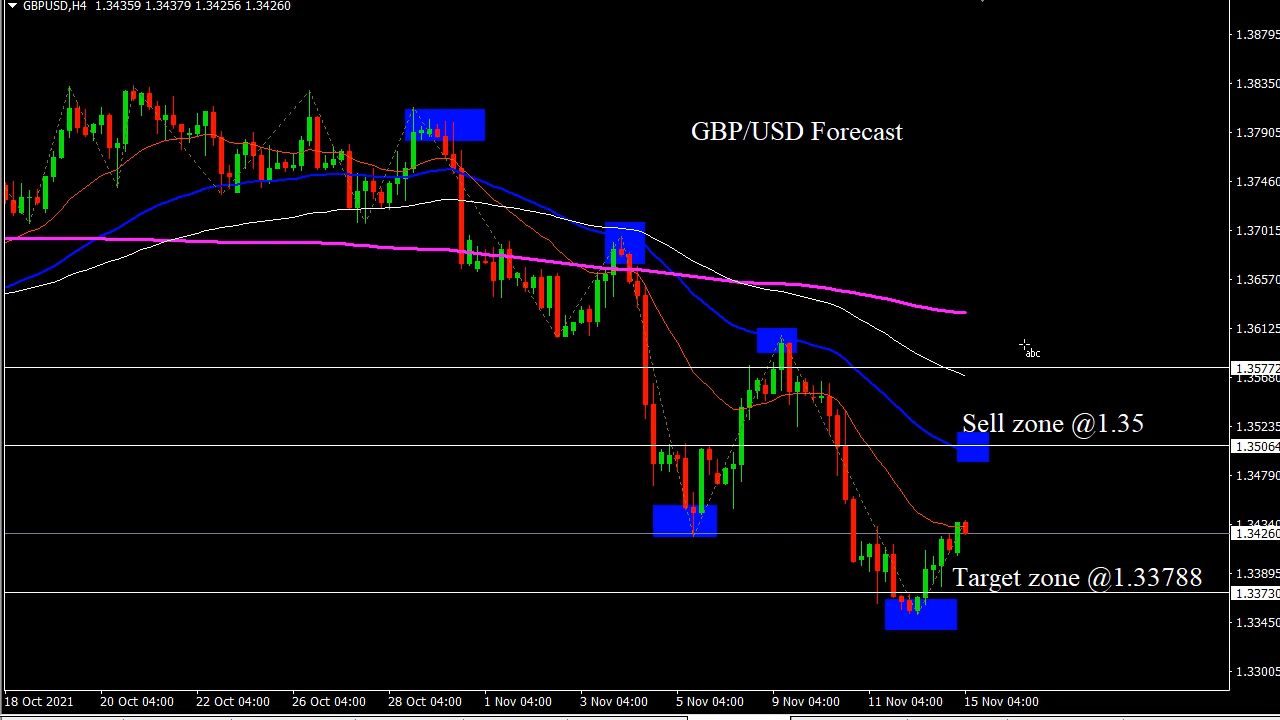 GBPUSD,H4 1.34359 1.34379 1.34256 1.34260
1.38795
1.38350
GBP/USD Forecast
1.37905
1.37460
1.37015
1.36570
1.36125
abc
1.35772
1.35680
Sell zone @1.35
1.35235
1.35064
1.34790
1.34260
Target zone @1.33788
1.33895
1.33730
1.33450
1.33005
18 Oct 2021 20 Oct 04:00 22 Oct 04:00 26 Oct 04:00 28 Oct 04:00 1 Nov 04:00 3 Nov 04:00 5 Nov 04:00 9 Nov 04:00 11 Nov 04:00 15 Nov 04:00